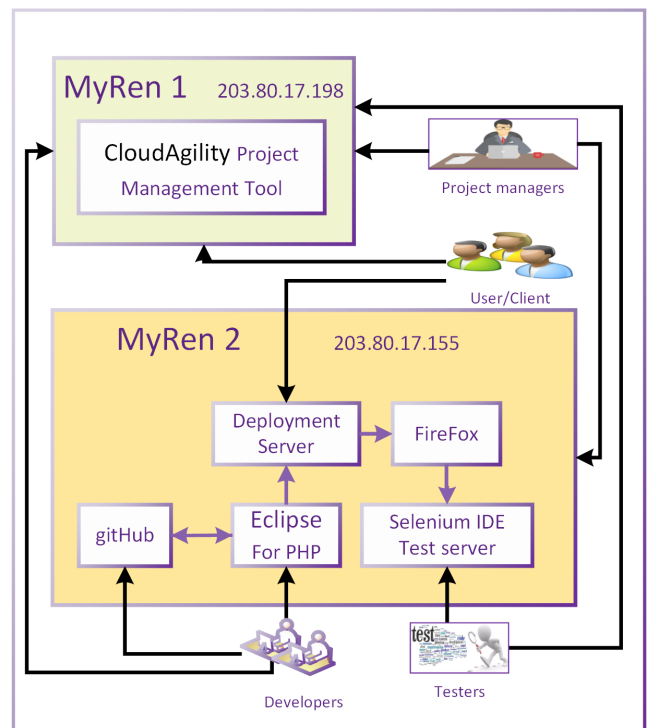 MyRen 1
203.80.17.198
CloudAgility Project
Management Tool
Project managers
User/Client
MyRen 2
203.80.17.155
Deployment
Server
FireFox
gitHub
Eclipse
For PHP
Selenium IDE
Test server
test
Developers
Testers